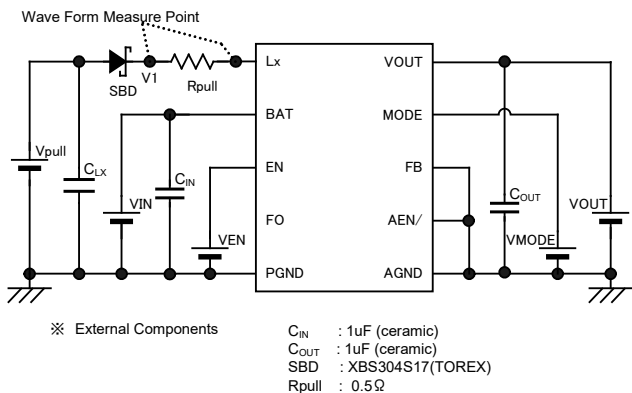 Wave Form Measure Point
SBD
V1
Rpull
Lx
VOUT
BAT
MODE
Vpull
CLX
EN
FB
CIN
COUT
VIN
FO
AEN/
VOUT
VEN
VMODE
PGND
AGND
※ External Components
CIN : 1uF (ceramic)
COUT : 1uF (ceramic)
SBD : XBS304S17(TOREX)
Rpull : 0.5Ω